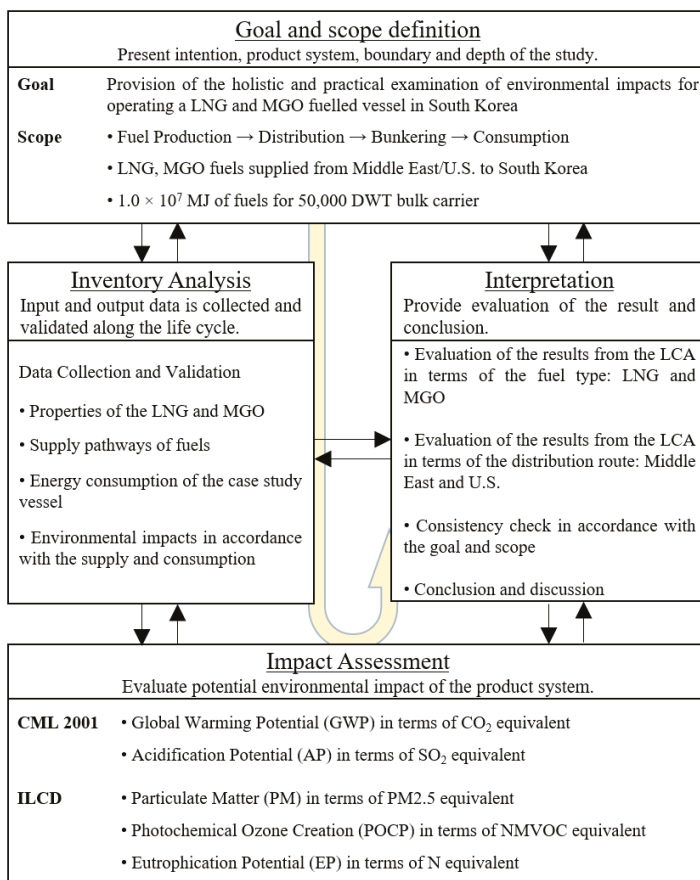 Goal and scope definition
Present intention, product system, boundary and depth of the study.
Goal Provision of the holistic and practical examination of environmental impacts for
operating a LNG and MGO fuelled vessel in South Korea
Scope • Fuel Production → Distribution → Bunkering → Consumption
• LNG, MGO fuels supplied from Middle East/U.S. to South Korea
• 1.0 × 10⁷ MJ of fuels for 50,000 DWT bulk carrier
Inventory Analysis
Input and output data is collected and
validated along the life cycle.
Data Collection and Validation
• Properties of the LNG and MGO
• Supply pathways of fuels
• Energy consumption of the case study
vessel
• Environmental impacts in accordance
with the supply and consumption
Interpretation
Provide evaluation of the result and
conclusion.
• Evaluation of the results from the LCA
in terms of the fuel type: LNG and
MGO
• Evaluation of the results from the LCA
in terms of the distribution route: Middle
East and U.S.
• Consistency check in accordance with
the goal and scope
• Conclusion and discussion
Impact Assessment
Evaluate potential environmental impact of the product system.
CML 2001 • Global Warming Potential (GWP) in terms of CO₂ equivalent
• Acidification Potential (AP) in terms of SO₂ equivalent
ILCD • Particulate Matter (PM) in terms of PM2.5 equivalent
• Photochemical Ozone Creation (POCP) in terms of NMVOC equivalent
• Eutrophication Potential (EP) in terms of N equivalent